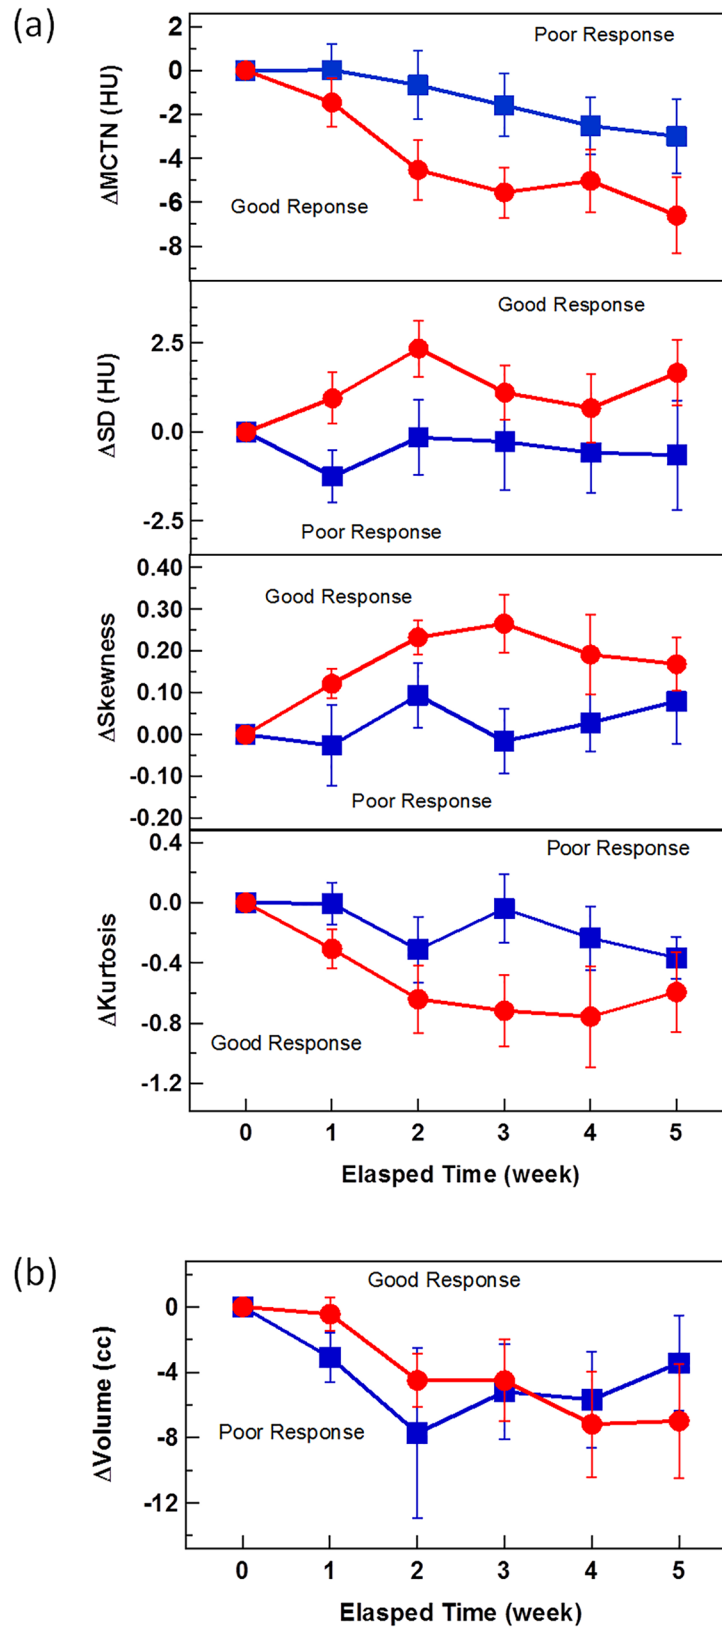 (a)
2
0
-2
-4
-6
-8
ΔMCTN (HU)
Poor Response
Good Reponse
2.5
0.0
-2.5
ΔSD (HU)
Good Response
Poor Response
0.40
0.30
0.20
0.10
0.00
-0.10
-0.20
ΔSkewness
Good Response
Poor Response
0.4
0.0
-0.4
-0.8
-1.2
ΔKurtosis
Poor Response
Good Response
0 1 2 3 4 5
Elasped Time (week)
(b)
0
-4
-8
-12
ΔVolume (cc)
Good Response
Poor Response
0 1 2 3 4 5
Elasped Time (week)